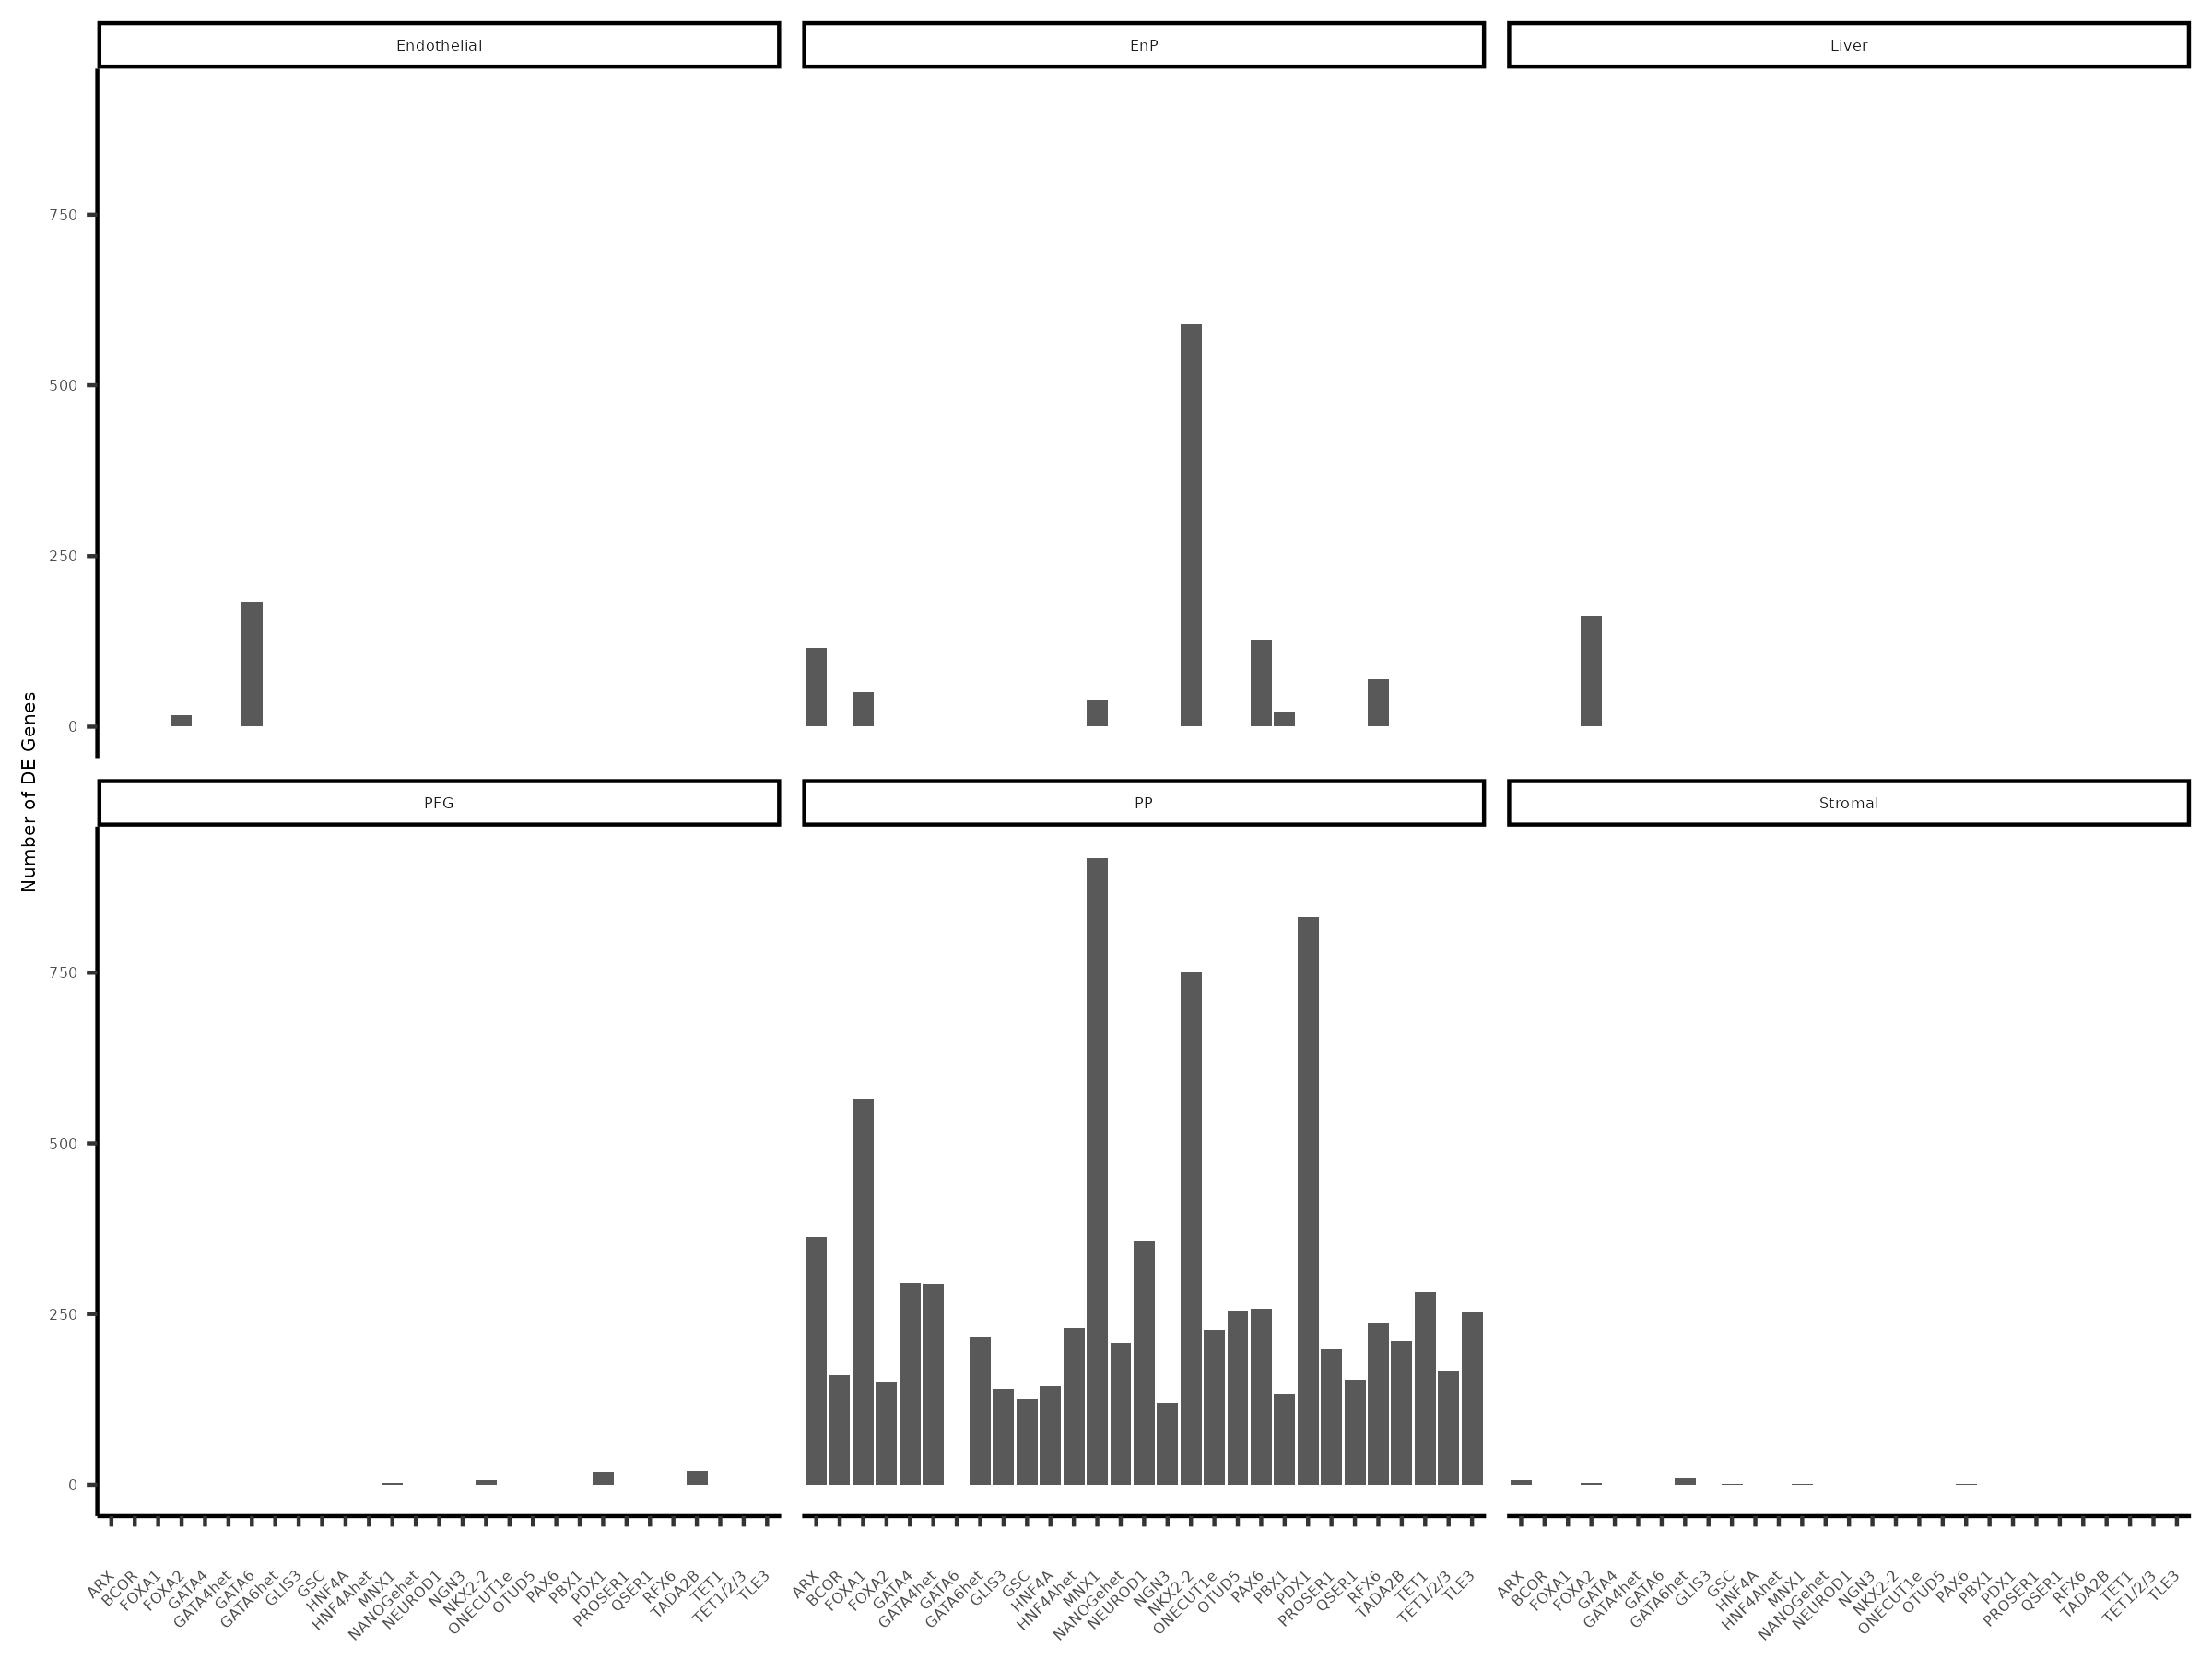 Endothelial
EnP
Liver
Number of DE Genes
750
500
250
0
PFG
PP
Stromal
750
500
250
0
ARX
BCOR
FOXA1
FOXA2
GATA4
GATA4het
GATA6
GATA6het
GLIS3
GSC
HNF4A
HNF4Ahet
MNX1
NANOGehet
NEUROD1
NGN3
NKX2-2
ONECUT1e
OTUD5
PAX6
PBX1
PDX1
PROSER1
QSER1
RFX6
TADA2B
TET1
TET1/2/3
TLE3
ARX
BCOR
FOXA1
FOXA2
GATA4
GATA4het
GATA6
GATA6het
GLIS3
GSC
HNF4A
HNF4Ahet
MNX1
NANOGehet
NEUROD1
NGN3
NKX2-2
ONECUT1e
OTUD5
PAX6
PBX1
PDX1
PROSER1
QSER1
RFX6
TADA2B
TET1
TET1/2/3
TLE3
ARX
BCOR
FOXA1
FOXA2
GATA4
GATA4het
GATA6
GATA6het
GLIS3
GSC
HNF4A
HNF4Ahet
MNX1
NANOGehet
NEUROD1
NGN3
NKX2-2
ONECUT1e
OTUD5
PAX6
PBX1
PDX1
PROSER1
QSER1
RFX6
TADA2B
TET1
TET1/2/3
TLE3